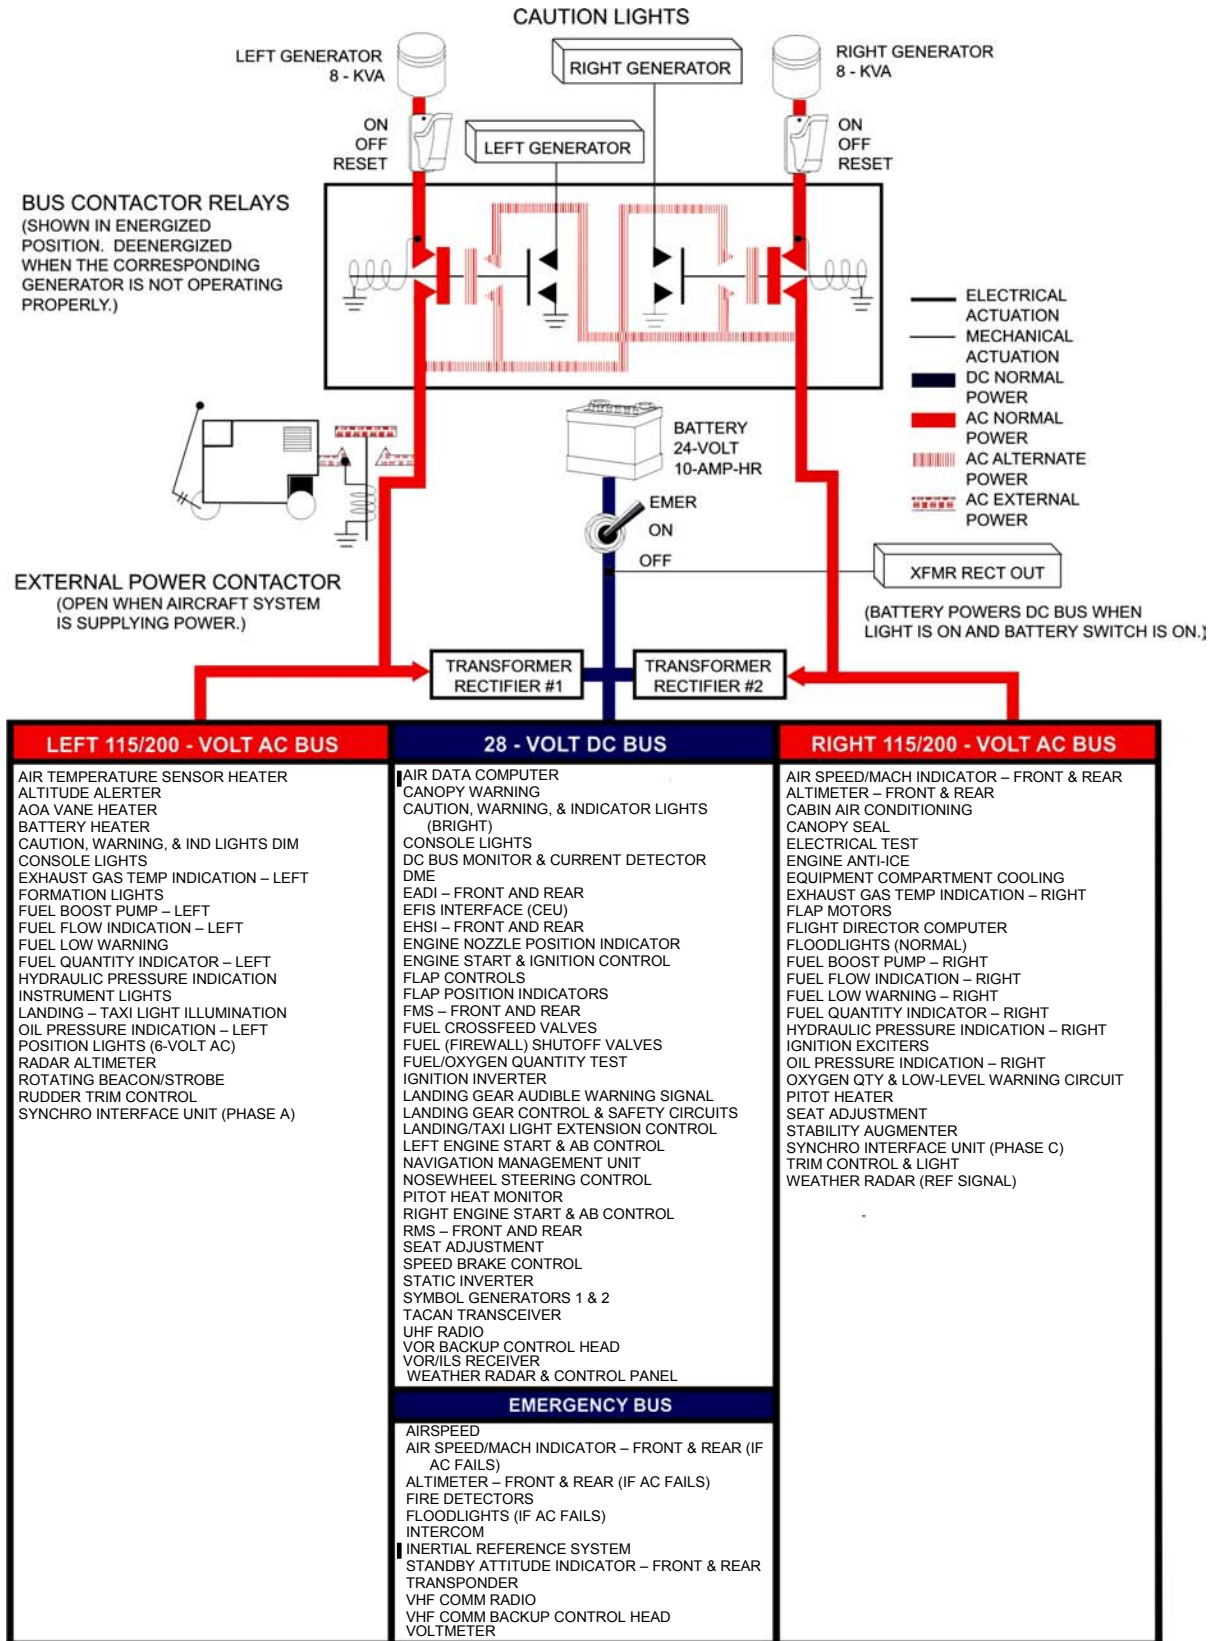 CAUTION LIGHTS
LEFT GENERATOR
8 - KVA
RIGHT GENERATOR
RIGHT GENERATOR
8 - KVA
ON
OFF
RESET
LEFT GENERATOR
ON
OFF
RESET
BUS CONTACTOR RELAYS
(SHOWN IN ENERGIZED
POSITION. DEENERGIZED
WHEN THE CORRESPONDING
GENERATOR IS NOT OPERATING
PROPERLY.)
ELECTRICAL
ACTUATION
MECHANICAL
ACTUATION
DC NORMAL
POWER
AC NORMAL
POWER
AC ALTERNATE
POWER
AC EXTERNAL
POWER
BATTERY
24-VOLT
10-AMP-HR
EMER
ON
OFF
XFMR RECT OUT
EXTERNAL POWER CONTACTOR
(OPEN WHEN AIRCRAFT SYSTEM
IS SUPPLYING POWER.)
(BATTERY POWERS DC BUS WHEN
LIGHT IS ON AND BATTERY SWITCH IS ON.)
TRANSFORMER
RECTIFIER #1
TRANSFORMER
RECTIFIER #2
LEFT 115/200 - VOLT AC BUS
AIR TEMPERATURE SENSOR HEATER
ALTITUDE ALERTER
AOA VANE HEATER
BATTERY HEATER
CAUTION, WARNING, & IND LIGHTS DIM
CONSOLE LIGHTS
EXHAUST GAS TEMP INDICATION – LEFT
FORMATION LIGHTS
FUEL BOOST PUMP – LEFT
FUEL FLOW INDICATION – LEFT
FUEL LOW WARNING
FUEL QUANTITY INDICATOR – LEFT
HYDRAULIC PRESSURE INDICATION
INSTRUMENT LIGHTS
LANDING – TAXI LIGHT ILLUMINATION
OIL PRESSURE INDICATION – LEFT
POSITION LIGHTS (6-VOLT AC)
RADAR ALTIMETER
ROTATING BEACON/STROBE
RUDDER TRIM CONTROL
SYNCHRO INTERFACE UNIT (PHASE A)
28 - VOLT DC BUS
AIR DATA COMPUTER
CANOPY WARNING
CAUTION, WARNING, & INDICATOR LIGHTS
(BRIGHT)
CONSOLE LIGHTS
DC BUS MONITOR & CURRENT DETECTOR
DME
EADI – FRONT AND REAR
EFIS INTERFACE (CEU)
EHSI – FRONT AND REAR
ENGINE NOZZLE POSITION INDICATOR
ENGINE START & IGNITION CONTROL
FLAP CONTROLS
FLAP POSITION INDICATORS
FMS – FRONT AND REAR
FUEL CROSSFEED VALVES
FUEL (FIREWALL) SHUTOFF VALVES
FUEL/OXYGEN QUANTITY TEST
IGNITION INVERTER
LANDING GEAR AUDIBLE WARNING SIGNAL
LANDING GEAR CONTROL & SAFETY CIRCUITS
LANDING/TAXI LIGHT EXTENSION CONTROL
LEFT ENGINE START & AB CONTROL
NAVIGATION MANAGEMENT UNIT
NOSEWHEEL STEERING CONTROL
PITOT HEAT MONITOR
RIGHT ENGINE START & AB CONTROL
RMS – FRONT AND REAR
SEAT ADJUSTMENT
SPEED BRAKE CONTROL
STATIC INVERTER
SYMBOL GENERATORS 1 & 2
TACAN TRANSCEIVER
UHF RADIO
VOR BACKUP CONTROL HEAD
VOR/ILS RECEIVER
WEATHER RADAR & CONTROL PANEL
EMERGENCY BUS
AIRSPEED
AIR SPEED/MACH INDICATOR – FRONT & REAR (IF
AC FAILS)
ALTIMETER – FRONT & REAR (IF AC FAILS)
FIRE DETECTORS
FLOODLIGHTS (IF AC FAILS)
INTERCOM
INERTIAL REFERENCE SYSTEM
STANDBY ATTITUDE INDICATOR – FRONT & REAR
TRANSPONDER
VHF COMM RADIO
VHF COMM BACKUP CONTROL HEAD
VOLTMETER
RIGHT 115/200 - VOLT AC BUS
AIR SPEED/MACH INDICATOR – FRONT & REAR
ALTIMETER – FRONT & REAR
CABIN AIR CONDITIONING
CANOPY SEAL
ELECTRICAL TEST
ENGINE ANTI-ICE
EQUIPMENT COMPARTMENT COOLING
EXHAUST GAS TEMP INDICATION – RIGHT
FLAP MOTORS
FLIGHT DIRECTOR COMPUTER
FLOODLIGHTS (NORMAL)
FUEL BOOST PUMP – RIGHT
FUEL FLOW INDICATION – RIGHT
FUEL LOW WARNING – RIGHT
FUEL QUANTITY INDICATOR – RIGHT
HYDRAULIC PRESSURE INDICATION – RIGHT
IGNITION EXCITERS
OIL PRESSURE INDICATION – RIGHT
OXYGEN QTY & LOW-LEVEL WARNING CIRCUIT
PITOT HEATER
SEAT ADJUSTMENT
STABILITY AUGMENTER
SYNCHRO INTERFACE UNIT (PHASE C)
TRIM CONTROL & LIGHT
WEATHER RADAR (REF SIGNAL)